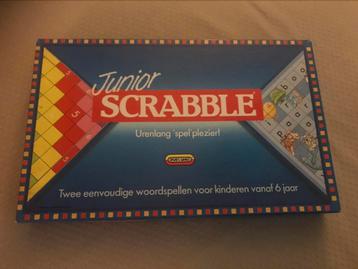 Junior
SCRABBLE
Urenlang 'spel plezier!
Twee eenvoudige woordspellen voor kinderen vanaf 6 jaar